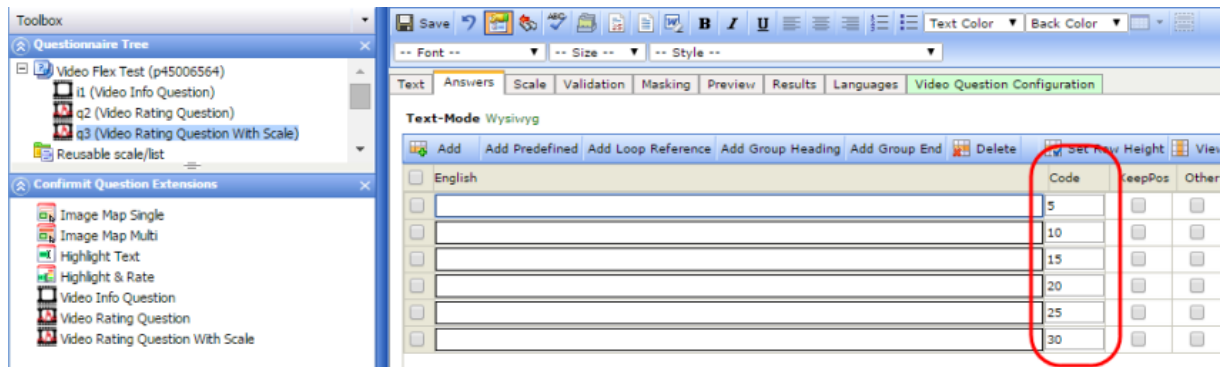 Toolbox
Questionnaire Tree
Video Flex Test (p45006564)
i1 (Video Info Question)
q2 (Video Rating Question)
q3 (Video Rating Question With Scale)
Reusable scale/list
Confirmit Question Extensions
Image Map Single
Image Map Multi
Highlight Text
Highlight & Rate
Video Info Question
Video Rating Question
Video Rating Question With Scale
Save ABC B I U Text Color Back Color
-- Font -- -- Size -- -- Style --
Text Answers Scale Validation Masking Preview Results Languages Video Question Configuration
Text-Mode Wysiwyg
Add Add Predefined Add Loop Reference Add Group Heading Add Group End Delete Set Row Height View
English Code KeepPos Other
5
10
15
20
25
30